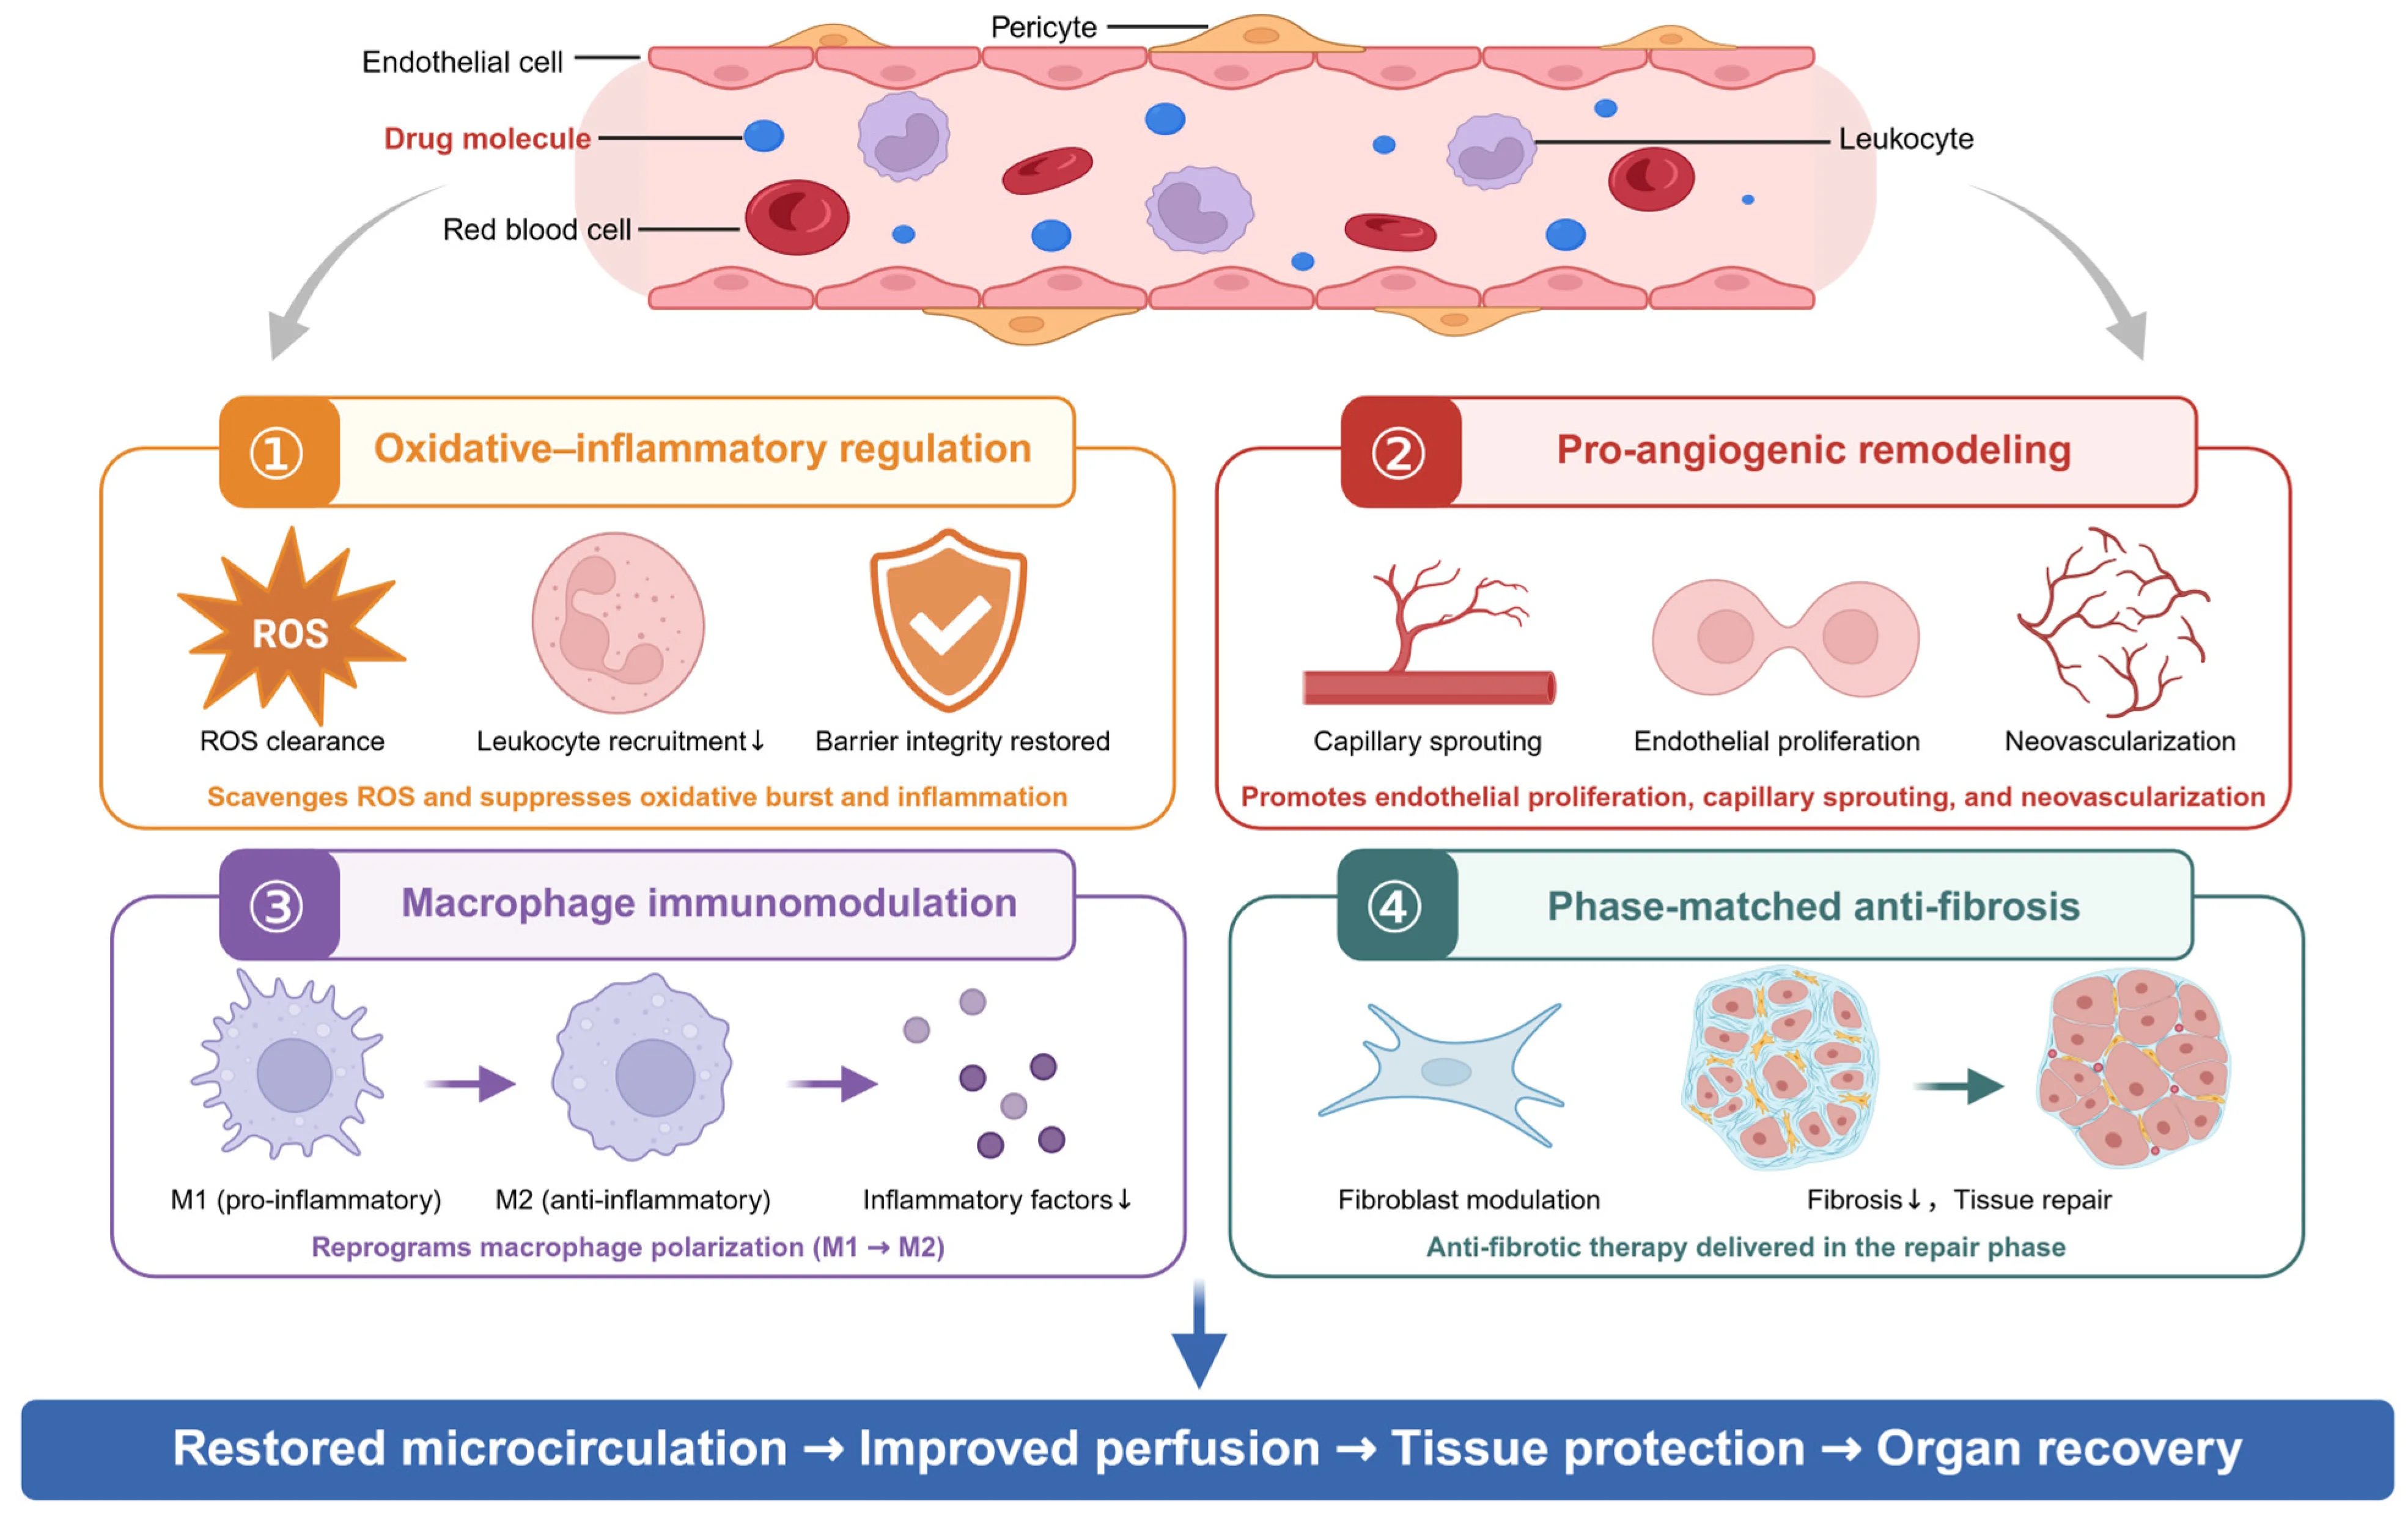 Pericyte
Endothelial cell
Drug molecule
Leukocyte
Red blood cell
① Oxidative–inflammatory regulation
ROS
ROS clearance
Leukocyte recruitment↓
Barrier integrity restored
Scavenges ROS and suppresses oxidative burst and inflammation
② Pro-angiogenic remodeling
Capillary sprouting
Endothelial proliferation
Neovascularization
Promotes endothelial proliferation, capillary sprouting, and neovascularization
③ Macrophage immunomodulation
M1 (pro-inflammatory)
M2 (anti-inflammatory)
Inflammatory factors↓
Reprograms macrophage polarization (M1 → M2)
④ Phase-matched anti-fibrosis
Fibroblast modulation
Fibrosis↓, Tissue repair
Anti-fibrotic therapy delivered in the repair phase
Restored microcirculation → Improved perfusion → Tissue protection → Organ recovery